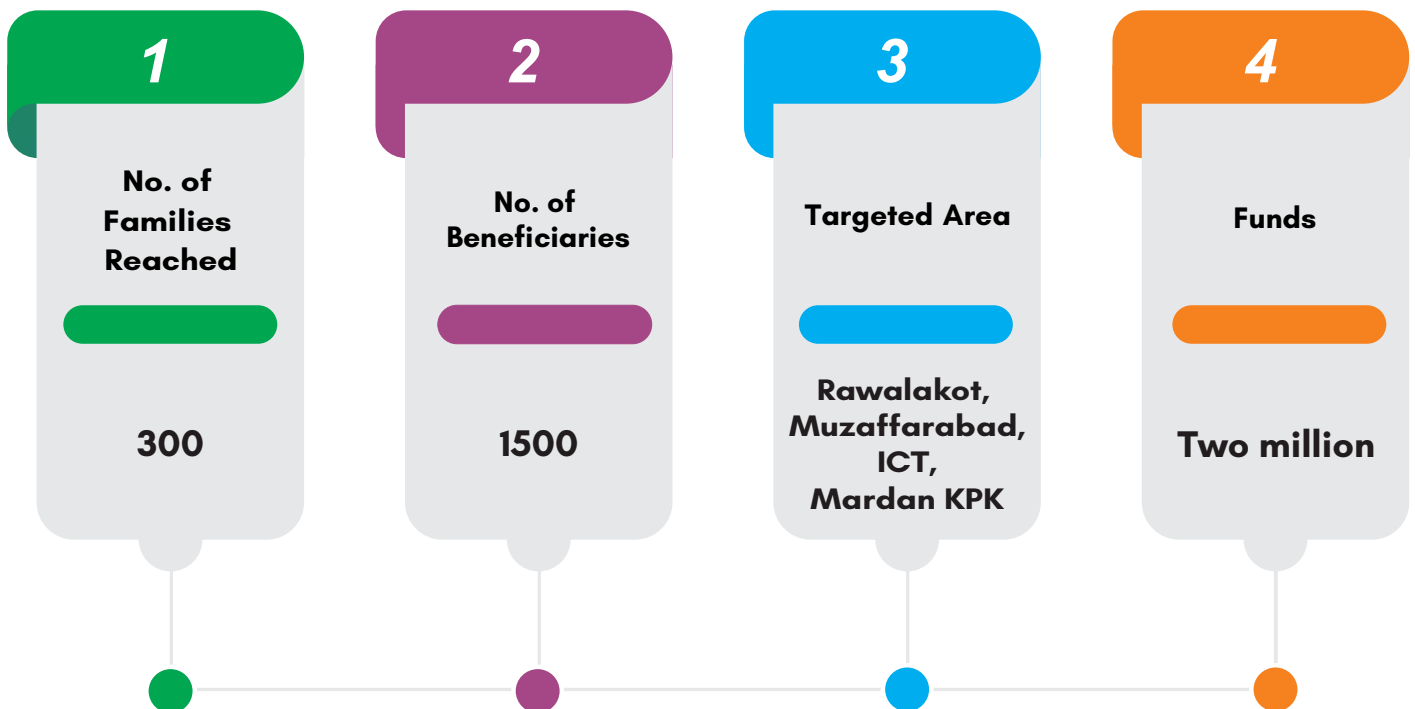 1
No. of
Families
Reached
300
2
No. of
Beneficiaries
1500
3
Targeted Area
Rawalakot,
Muzaffarabad,
ICT,
Mardan KPK
4
Funds
Two million